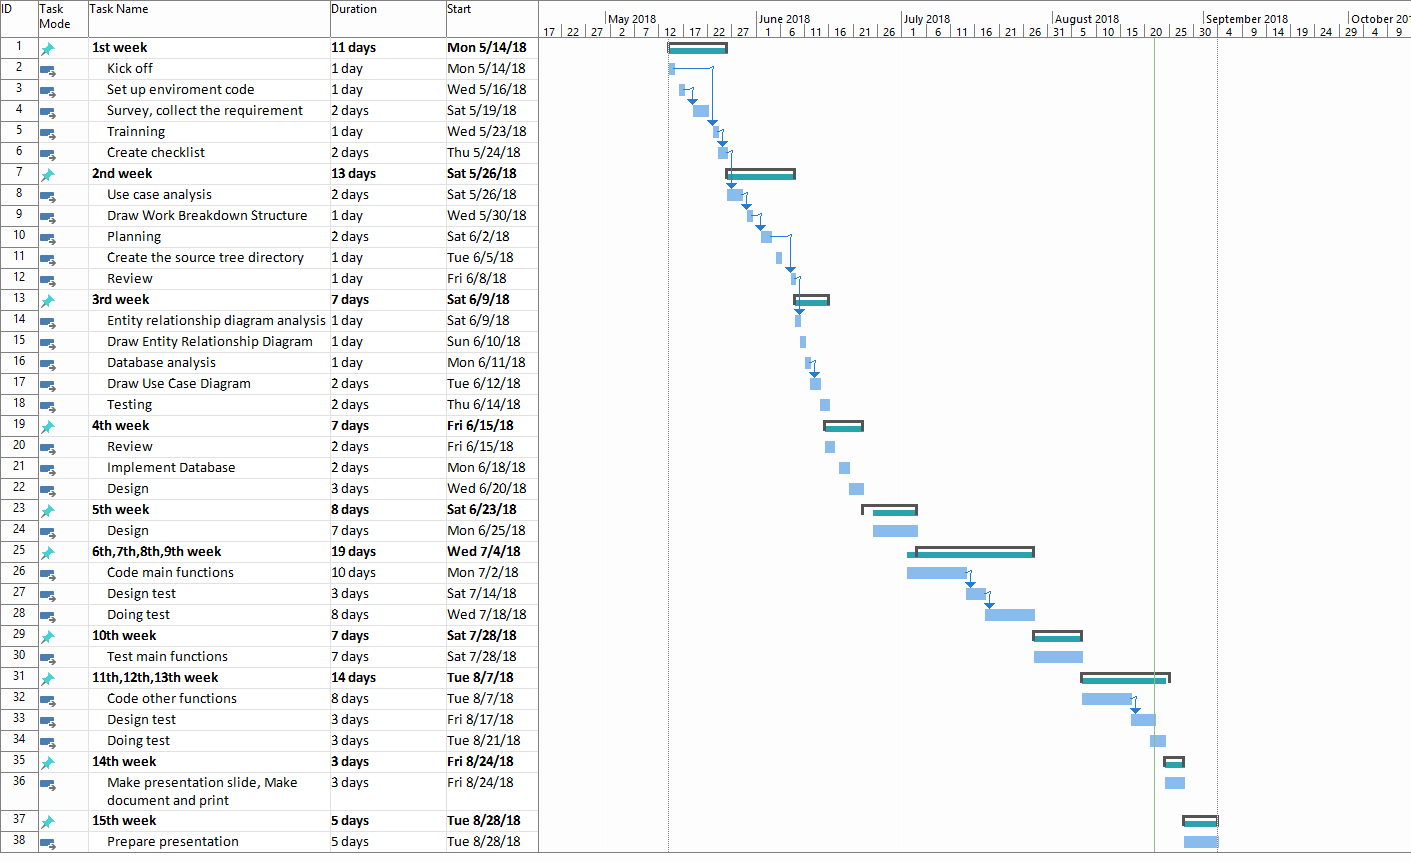 ID Task Mode Task Name Duration Start
May 2018 June 2018 July 2018 August 2018 September 2018 October 201
17 22 27 2 7 12 17 22 27 1 6 11 16 21 26 1 6 11 16 21 26 31 5 10 15 20 25 30 4 9 14 19 24 29 4 9
1 1st week 11 days Mon 5/14/18
2 Kick off 1 day Mon 5/14/18
3 Set up enviroment code 1 day Wed 5/16/18
4 Survey, collect the requirement 2 days Sat 5/19/18
5 Trainning 1 day Wed 5/23/18
6 Create checklist 2 days Thu 5/24/18
7 2nd week 13 days Sat 5/26/18
8 Use case analysis 2 days Sat 5/26/18
9 Draw Work Breakdown Structure 1 day Wed 5/30/18
10 Planning 2 days Sat 6/2/18
11 Create the source tree directory 1 day Tue 6/5/18
12 Review 1 day Fri 6/8/18
13 3rd week 7 days Sat 6/9/18
14 Entity relationship diagram analysis 1 day Sat 6/9/18
15 Draw Entity Relationship Diagram 1 day Sun 6/10/18
16 Database analysis 1 day Mon 6/11/18
17 Draw Use Case Diagram 2 days Tue 6/12/18
18 Testing 2 days Thu 6/14/18
19 4th week 7 days Fri 6/15/18
20 Review 2 days Fri 6/15/18
21 Implement Database 2 days Mon 6/18/18
22 Design 3 days Wed 6/20/18
23 5th week 8 days Sat 6/23/18
24 Design 7 days Mon 6/25/18
25 6th,7th,8th,9th week 19 days Wed 7/4/18
26 Code main functions 10 days Mon 7/2/18
27 Design test 3 days Sat 7/14/18
28 Doing test 8 days Wed 7/18/18
29 10th week 7 days Sat 7/28/18
30 Test main functions 7 days Sat 7/28/18
31 11th,12th,13th week 14 days Tue 8/7/18
32 Code other functions 8 days Tue 8/7/18
33 Design test 3 days Fri 8/17/18
34 Doing test 3 days Tue 8/21/18
35 14th week 3 days Fri 8/24/18
36 Make presentation slide, Make 3 days Fri 8/24/18
document and print
37 15th week 5 days Tue 8/28/18
38 Prepare presentation 5 days Tue 8/28/18